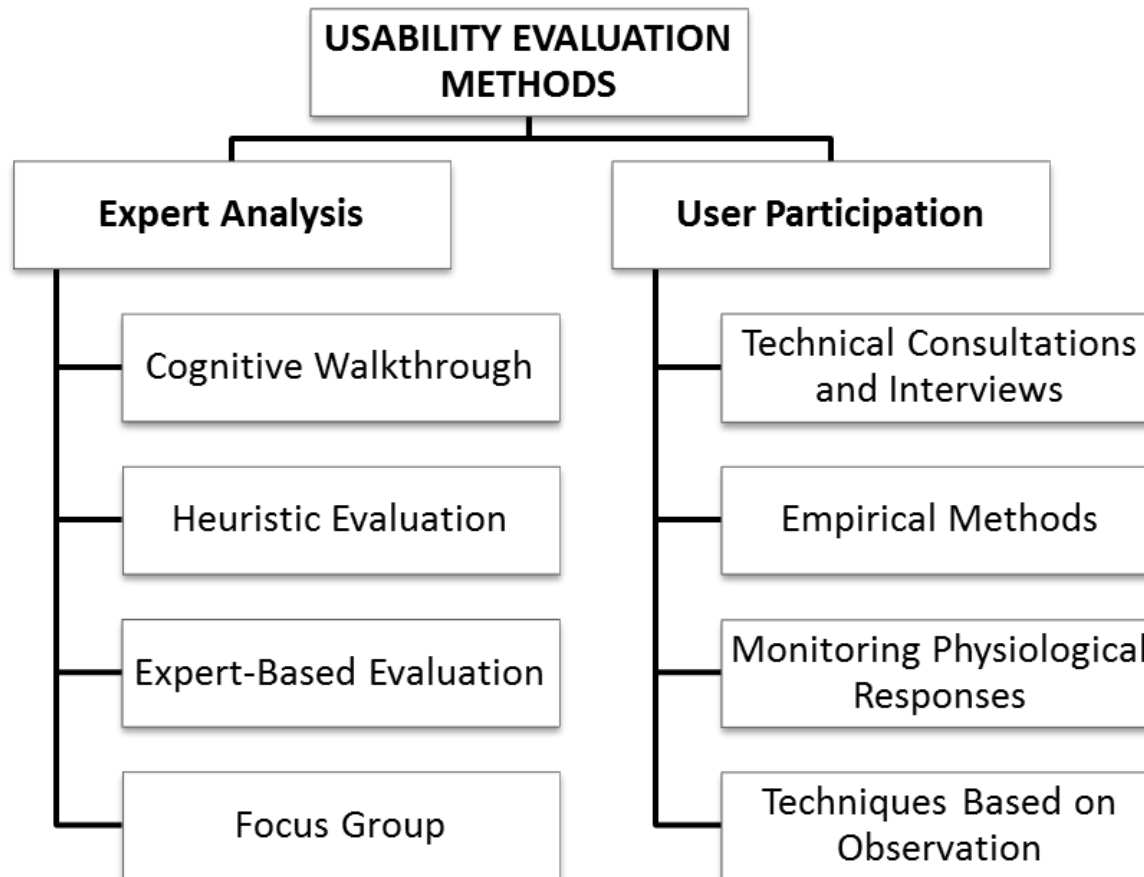 USABILITY EVALUATION
METHODS
Expert Analysis
Cognitive Walkthrough
Heuristic Evaluation
Expert-Based Evaluation
Focus Group
User Participation
Technical Consultations
and Interviews
Empirical Methods
Monitoring Physiological
Responses
Techniques Based on
Observation